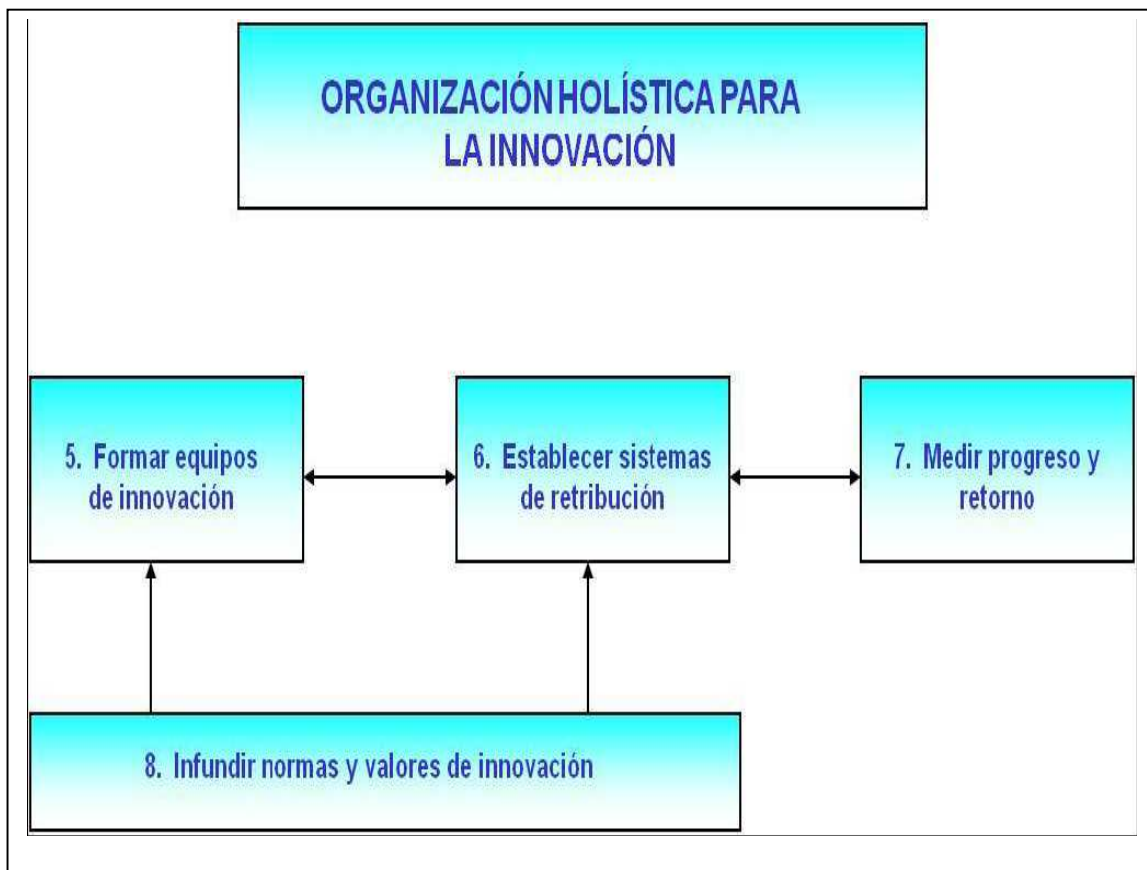 ORGANIZACIÓN HOLÍSTICA PARA
LA INNOVACIÓN
5. Formar equipos
de innovación
6. Establecer sistemas
de retribución
7. Medir progreso y
retorno
8. Infundir normas y valores de innovación